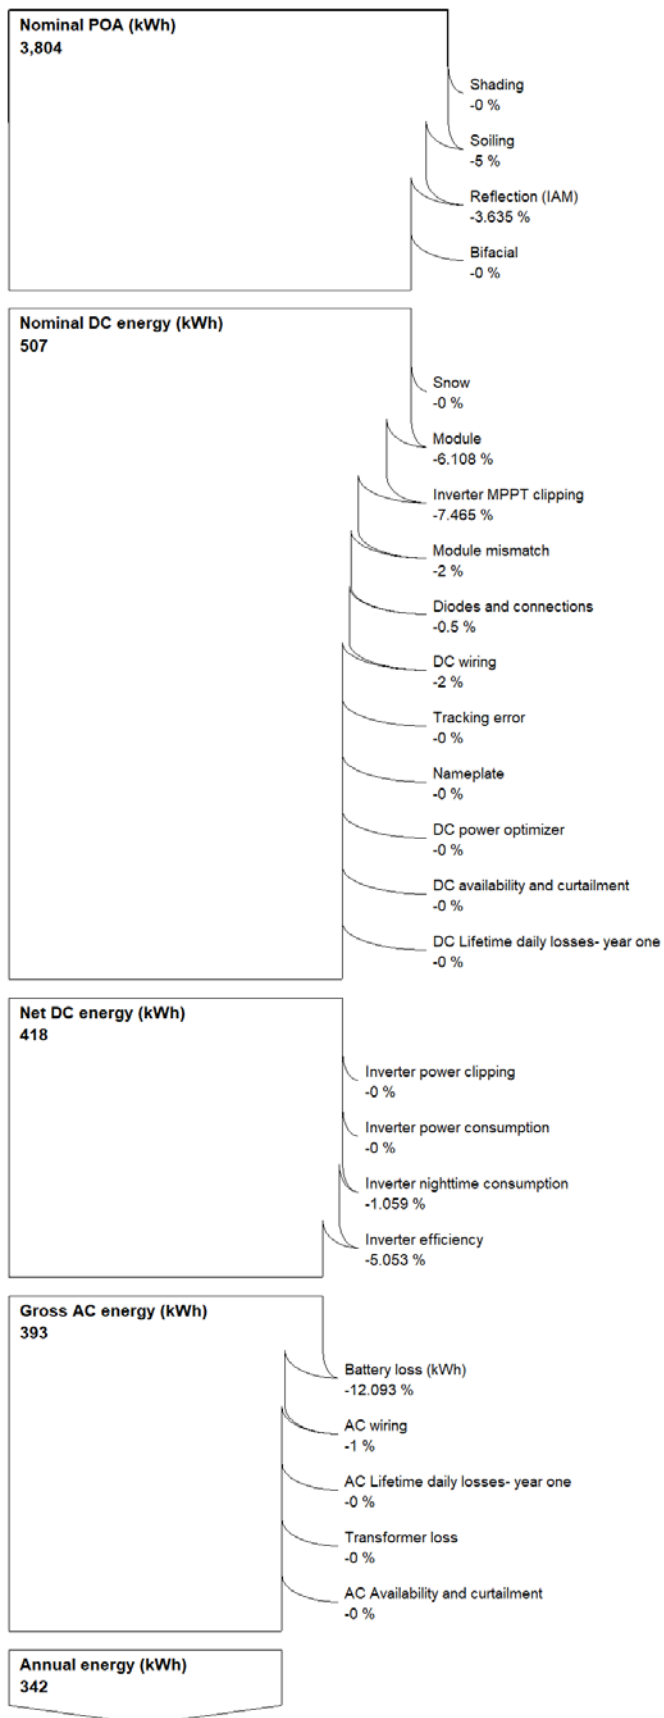 Nominal POA (kWh)
3,804
Shading
-0 %
Soiling
-5 %
Reflection (IAM)
-3.635 %
Bifacial
-0 %
Nominal DC energy (kWh)
507
Snow
-0 %
Module
-6.108 %
Inverter MPPT clipping
-7.465 %
Module mismatch
-2 %
Diodes and connections
-0.5 %
DC wiring
-2 %
Tracking error
-0 %
Nameplate
-0 %
DC power optimizer
-0 %
DC availability and curtailment
-0 %
DC Lifetime daily losses- year one
-0 %
Net DC energy (kWh)
418
Inverter power clipping
-0 %
Inverter power consumption
-0 %
Inverter nighttime consumption
-1.059 %
Inverter efficiency
-5.053 %
Gross AC energy (kWh)
393
Battery loss (kWh)
-12.093 %
AC wiring
-1 %
AC Lifetime daily losses- year one
-0 %
Transformer loss
-0 %
AC Availability and curtailment
-0 %
Annual energy (kWh)
342